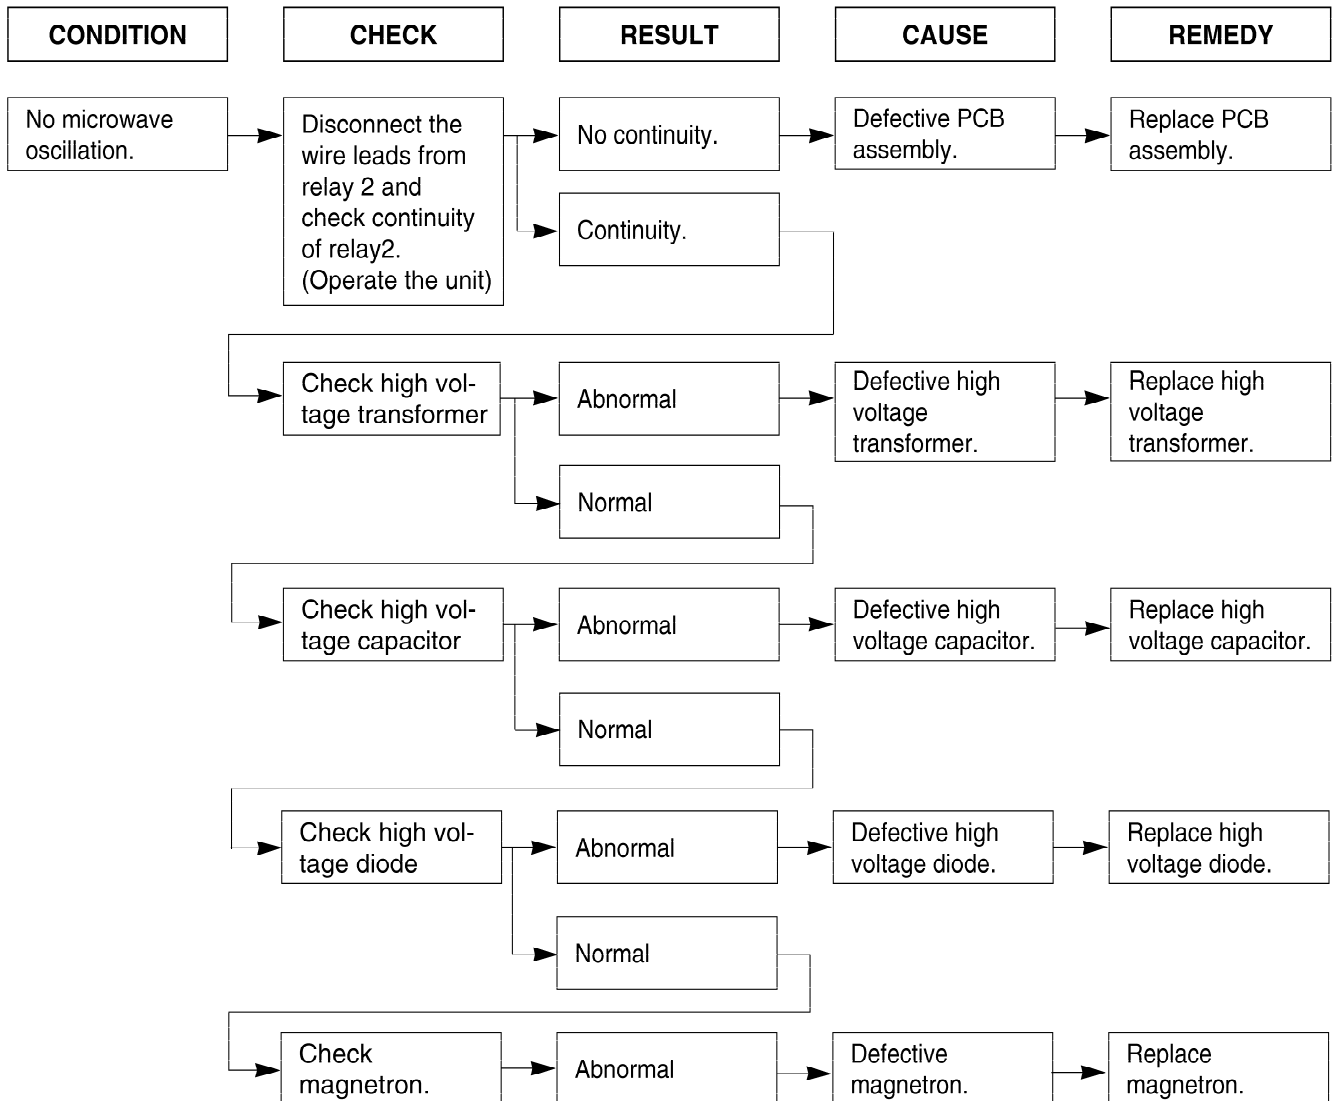 CONDITION
CHECK
RESULT
CAUSE
REMEDY
No microwave
oscillation.
Disconnect the
wire leads from
relay 2 and
check continuity
of relay2.
(Operate the unit)
No continuity.
Defective PCB
assembly.
Replace PCB
assembly.
Continuity.
Check high vol-
tage transformer
Abnormal
Defective high
voltage
transformer.
Replace high
voltage
transformer.
Normal
Check high vol-
tage capacitor
Abnormal
Defective high
voltage capacitor.
Replace high
voltage capacitor.
Normal
Check high vol-
tage diode
Abnormal
Defective high
voltage diode.
Replace high
voltage diode.
Normal
Check
magnetron.
Abnormal
Defective
magnetron.
Replace
magnetron.